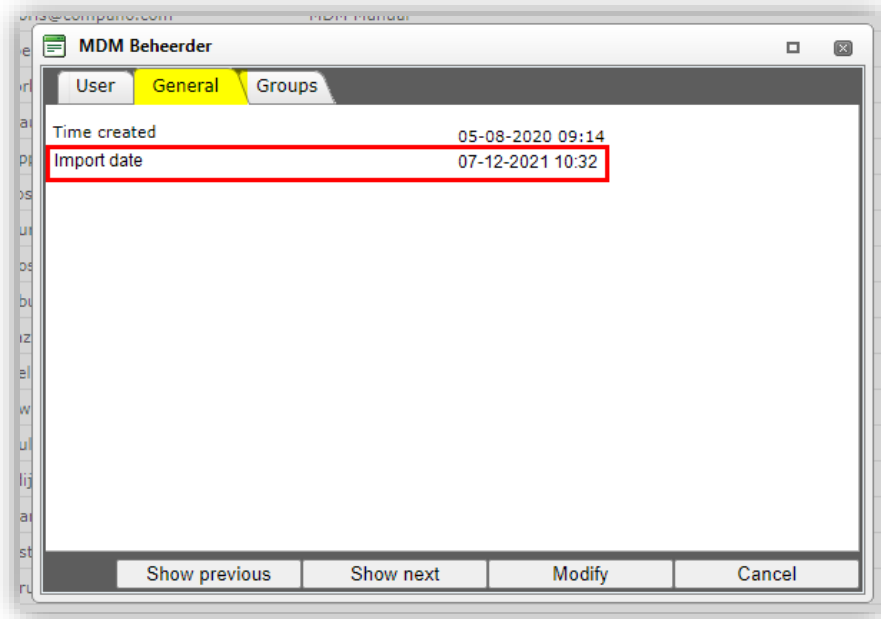 MDM Beheerder
User General Groups
Time created 05-08-2020 09:14
Import date 07-12-2021 10:32
Show previous Show next Modify Cancel